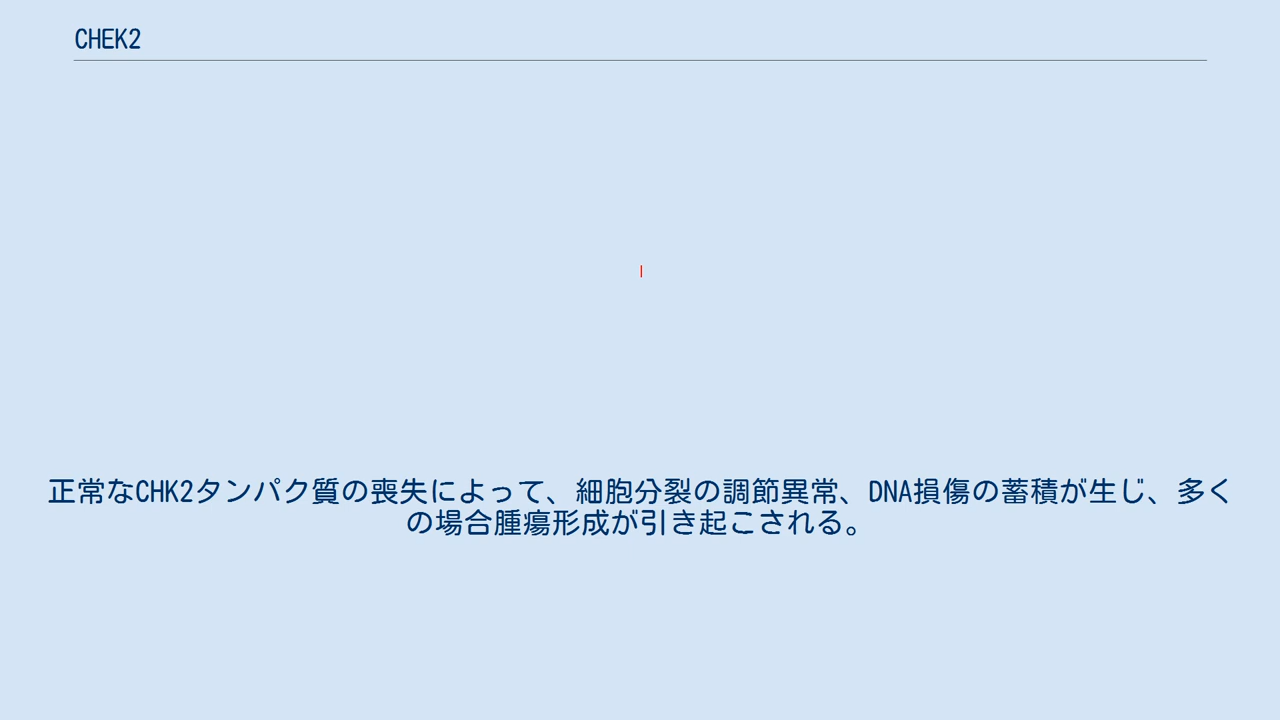 CHEK2
正常なCHK2タンパク質の喪失によって、細胞分裂の調節異常、DNA損傷の蓄積が生じ、多く
の場合腫瘍形成が引き起こされる。